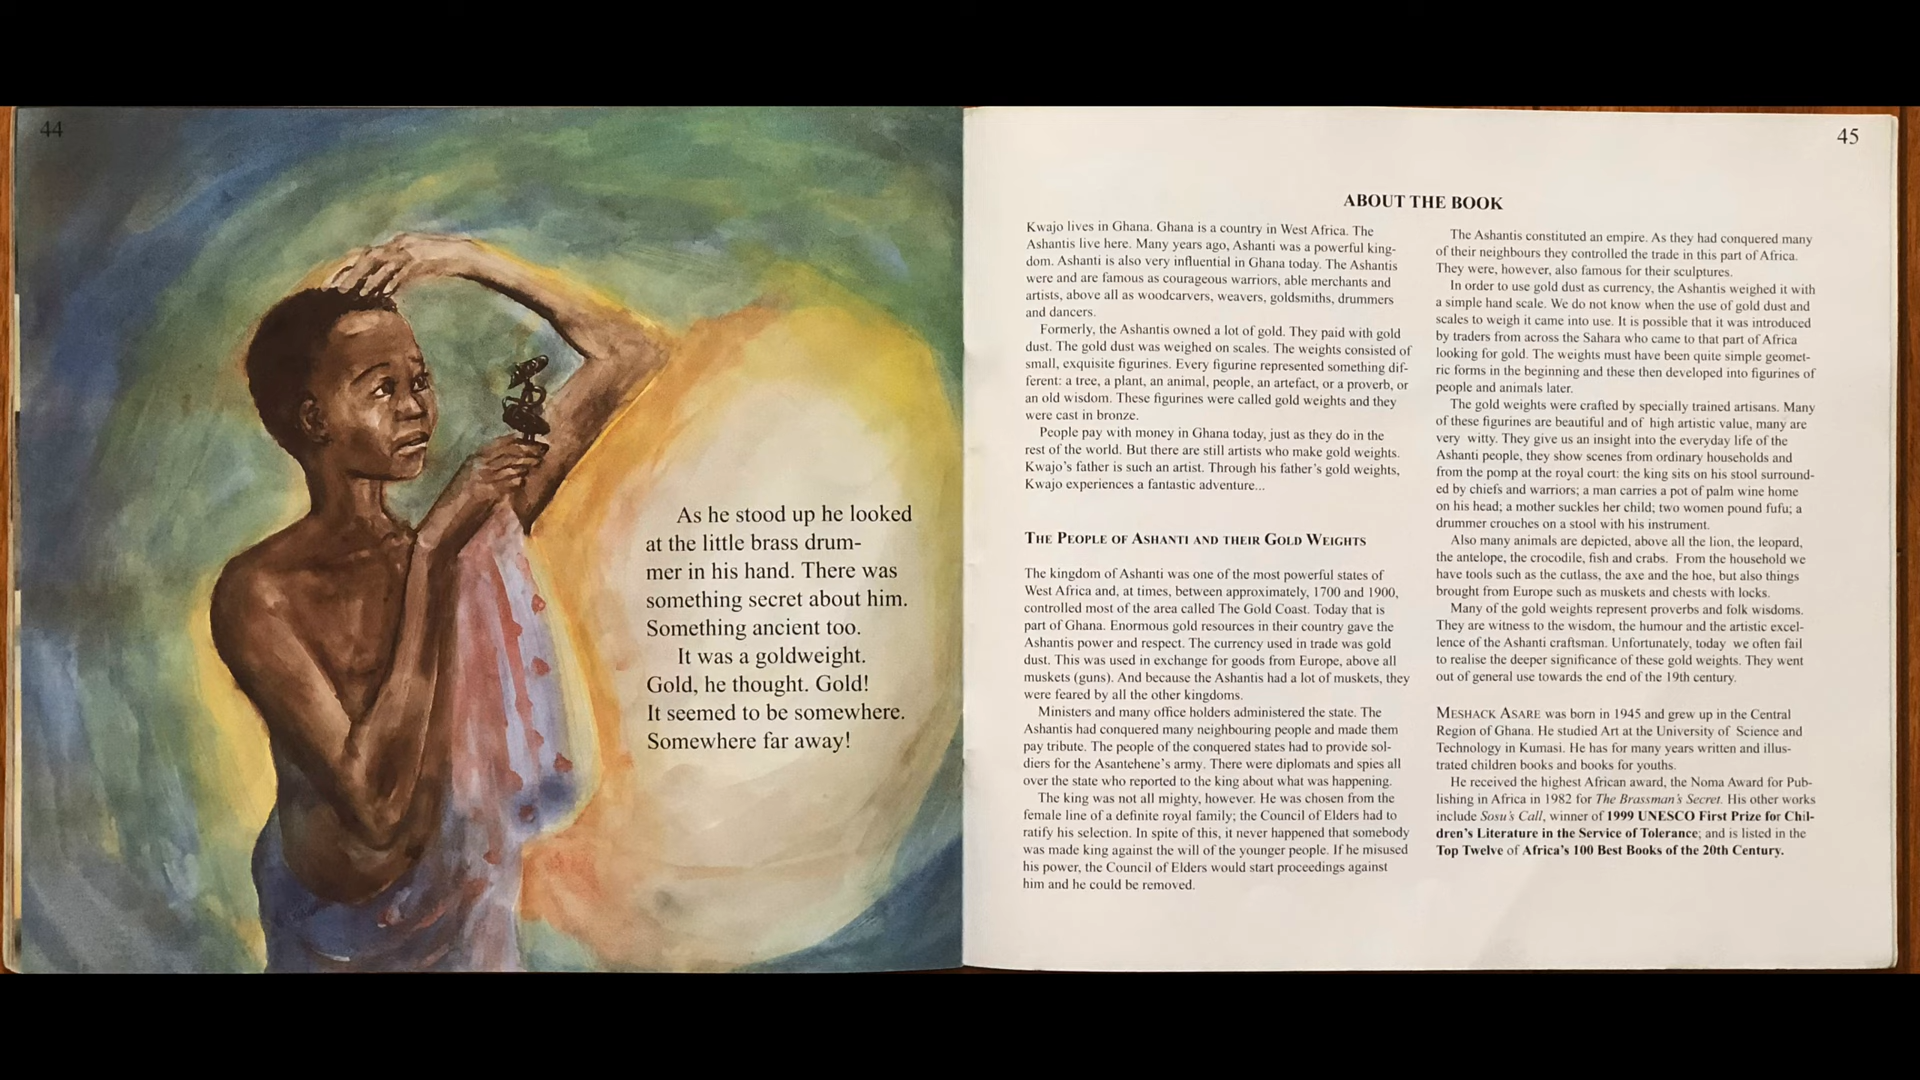 44
As he stood up he looked
at the little brass drum-
mer in his hand. There was
something secret about him.
Something ancient too.
It was a goldweight.
Gold, he thought. Gold!
It seemed to be somewhere.
Somewhere far away!
45
ABOUT THE BOOK
Kwajo lives in Ghana. Ghana is a country in West Africa. The
Ashantis live here. Many years ago, Ashanti was a powerful king-
dom. Ashanti is also very influential in Ghana today. The Ashantis
were and are famous as courageous warriors, able merchants and
artists, above all as woodcarvers, weavers, goldsmiths, drummers
and dancers.
Formerly, the Ashantis owned a lot of gold. They paid with gold
dust. The gold dust was weighed on scales. The weights consisted of
small, exquisite figurines. Every figurine represented something dif-
ferent: a tree, a plant, an animal, people, an artefact, or a proverb, or
an old wisdom. These figurines were called gold weights and they
were cast in bronze.
People pay with money in Ghana today, just as they do in the
rest of the world. But there are still artists who make gold weights.
Kwajo's father is such an artist. Through his father's gold weights,
Kwajo experiences a fantastic adventure...
THE PEOPLE OF ASHANTI AND THEIR GOLD WEIGHTS
The kingdom of Ashanti was one of the most powerful states of
West Africa and, at times, between approximately, 1700 and 1900,
controlled most of the area called The Gold Coast. Today that is
part of Ghana. Enormous gold resources in their country gave the
Ashantis power and respect. The currency used in trade was gold
dust. This was used in exchange for goods from Europe, above all
muskets (guns). And because the Ashantis had a lot of muskets, they
were feared by all the other kingdoms.
Ministers and many office holders administered the state. The
Ashantis had conquered many neighbouring people and made them
pay tribute. The people of the conquered states had to provide sol-
diers for the Asantehene's army. There were diplomats and spies all
over the state who reported to the king about what was happening.
The king was not all mighty, however. He was chosen from the
female line of a definite royal family; the Council of Elders had to
ratify his selection. In spite of this, it never happened that somebody
was made king against the will of the younger people. If he misused
his power, the Council of Elders would start proceedings against
him and he could be removed.
The Ashantis constituted an empire. As they had conquered many
of their neighbours they controlled the trade in this part of Africa.
They were, however, also famous for their sculptures.
In order to use gold dust as currency, the Ashantis weighed it with
a simple hand scale. We do not know when the use of gold dust and
scales to weigh it came into use. It is possible that it was introduced
by traders from across the Sahara who came to that part of Africa
looking for gold. The weights must have been quite simple geomet-
ric forms in the beginning and these then developed into figurines of
people and animals later.
The gold weights were crafted by specially trained artisans. Many
of these figurines are beautiful and of high artistic value, many are
very witty. They give us an insight into the everyday life of the
Ashanti people, they show scenes from ordinary households and
from the pomp at the royal court: the king sits on his stool surround-
ed by chiefs and warriors; a man carries a pot of palm wine home
on his head; a mother suckles her child; two women pound fufu; a
drummer crouches on a stool with his instrument.
Also many animals are depicted, above all the lion, the leopard,
the antelope, the crocodile, fish and crabs. From the household we
have tools such as the cutlass, the axe and the hoe, but also things
brought from Europe such as muskets and chests with locks.
Many of the gold weights represent proverbs and folk wisdoms.
They are witness to the wisdom, the humour and the artistic excel-
lence of the Ashanti craftsman. Unfortunately, today we often fail
to realise the deeper significance of these gold weights. They went
out of general use towards the end of the 19th century.
MESHACK ASARE was born in 1945 and grew up in the Central
Region of Ghana. He studied Art at the University of Science and
Technology in Kumasi. He has for many years written and illus-
trated children books and books for youths.
He received the highest African award, the Noma Award for Pub-
lishing in Africa in 1982 for The Brassman's Secret. His other works
include Sosu's Call, winner of 1999 UNESCO First Prize for Chil-
dren's Literature in the Service of Tolerance; and is listed in the
Top Twelve of Africa's 100 Best Books of the 20th Century.